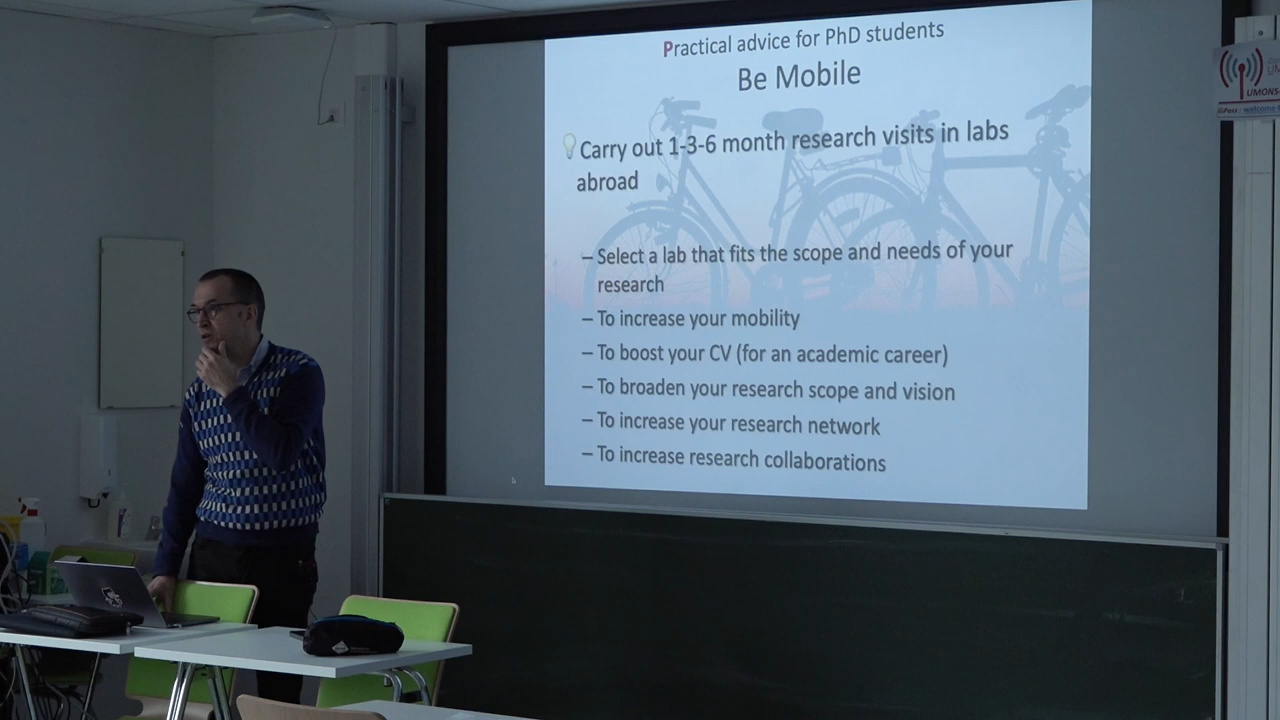 Practical advice for PhD students
Be Mobile
Carry out 1-3-6 month research visits in labs
abroad
– Select a lab that fits the scope and needs of your
research
– To increase your mobility
– To boost your CV (for an academic career)
– To broaden your research scope and vision
– To increase your research network
– To increase research collaborations
UMONS